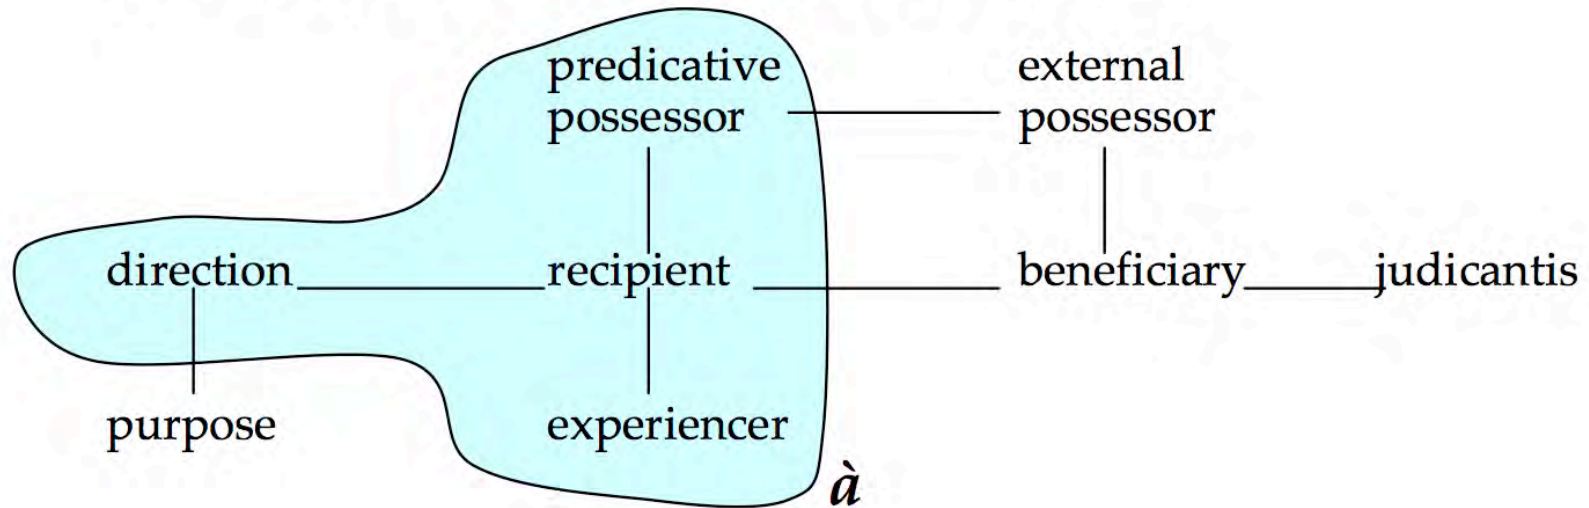 predicative
possessor
external
possessor
direction
recipient
beneficiary
judicantis
purpose
experiencer
à